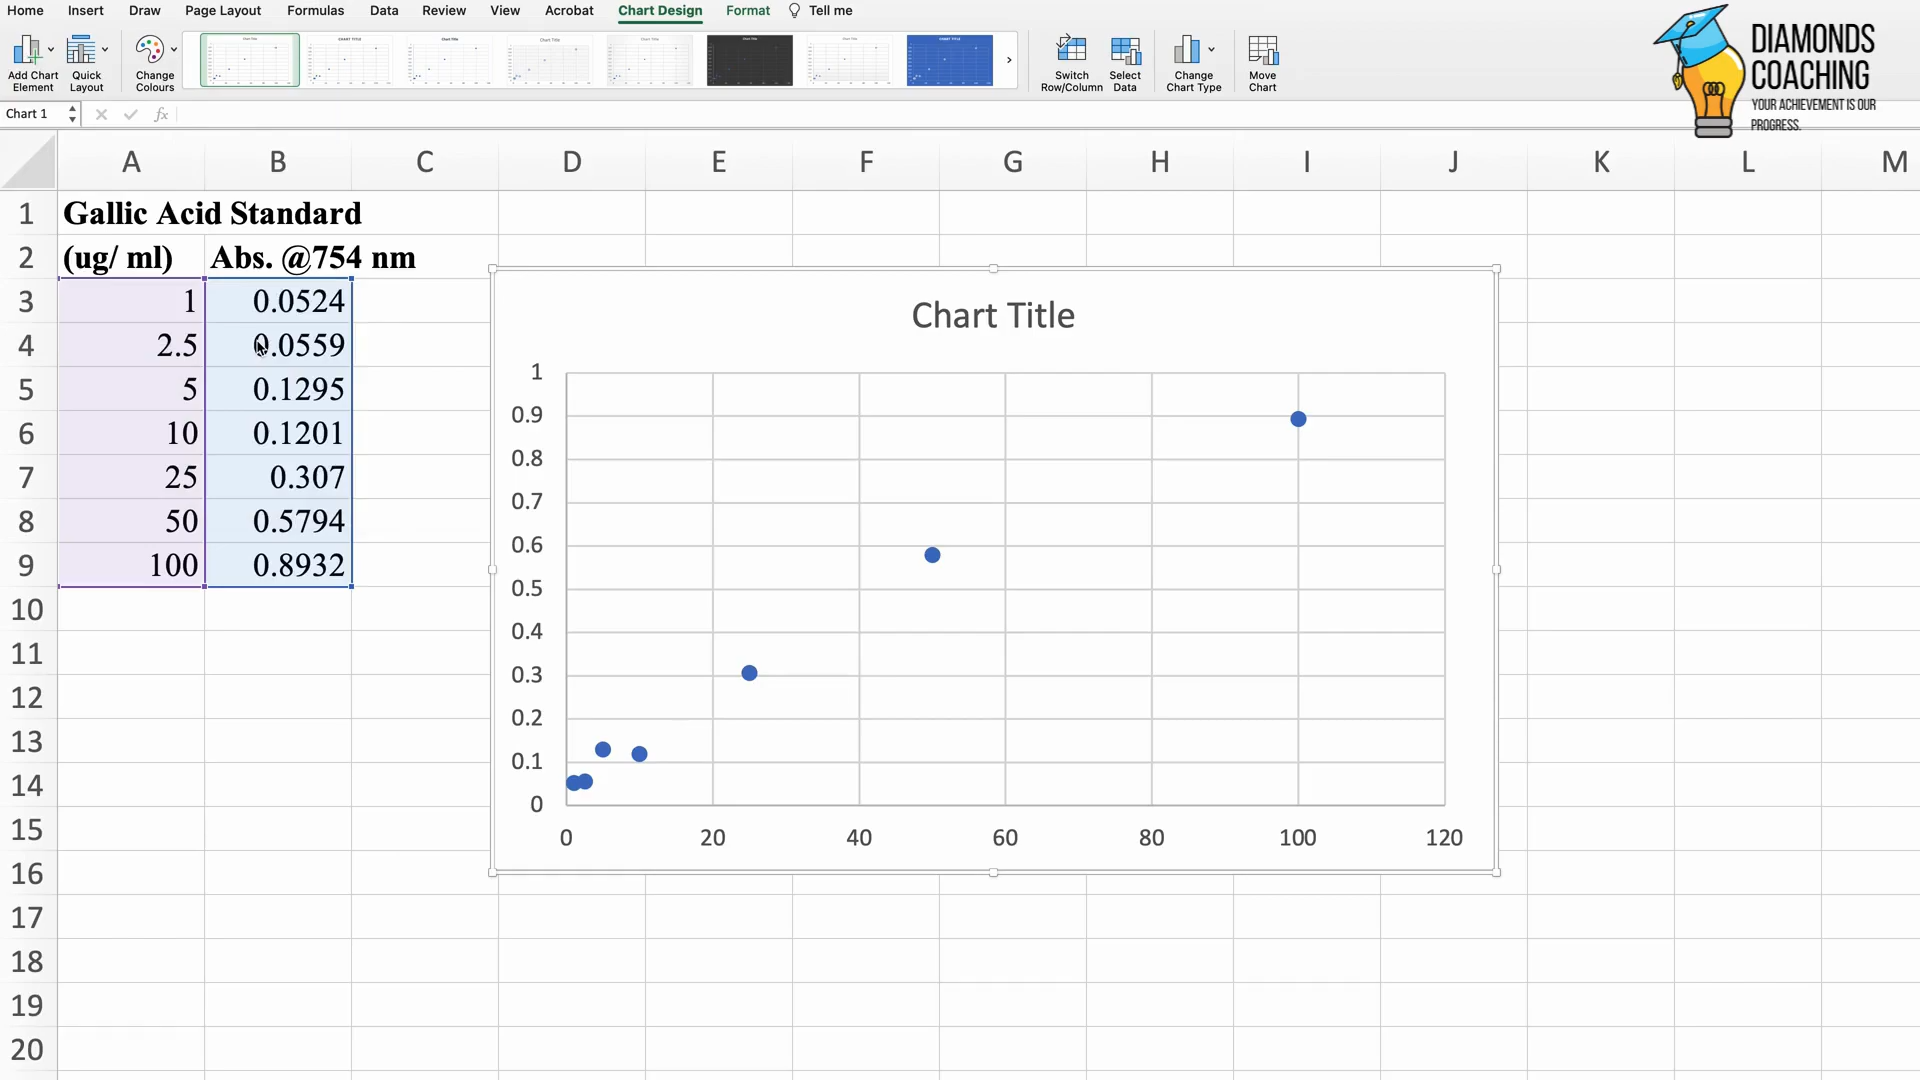 Home Insert Draw Page Layout Formulas Data Review View Acrobat Chart Design Format Tell me
Add Chart Element
Quick Layout
Change Colours
Switch Row/Column
Select Data
Change Chart Type
Move Chart
DIAMONDS
COACHING
YOUR ACHIEVEMENT IS OUR
PROGRESS.
Chart 1 fx
A B C D E F G H I J K L M
1 Gallic Acid Standard
2 (ug/ ml) Abs. @754 nm
3 1 0.0524
4 2.5 0.0559
5 5 0.1295
6 10 0.1201
7 25 0.307
8 50 0.5794
9 100 0.8932
10
11
12
13
14
15
16
17
18
19
20
Chart Title
1
0.9
0.8
0.7
0.6
0.5
0.4
0.3
0.2
0.1
0
0 20 40 60 80 100 120